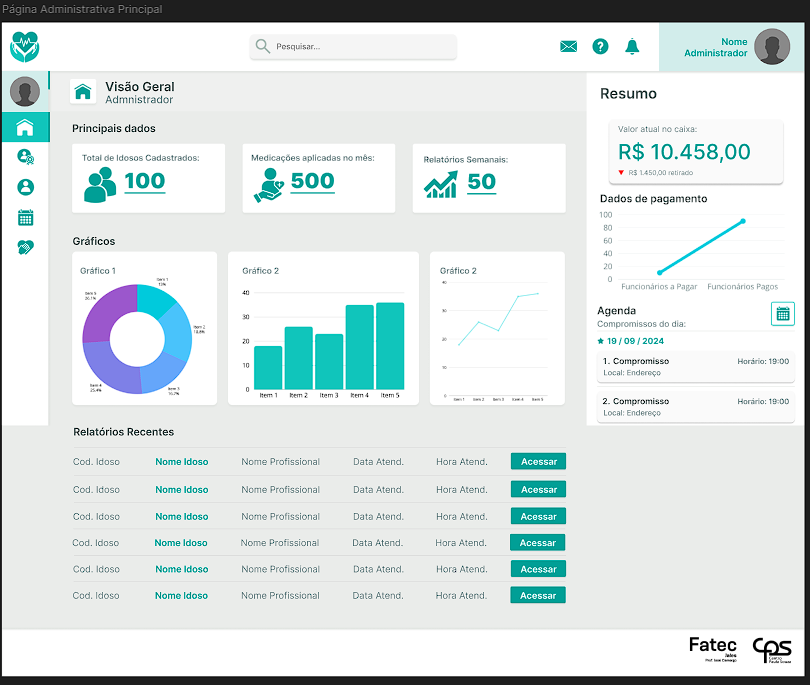 Página Administrativa Principal
Pesquisar...
Nome
Administrador
Visão Geral
Admnistrador
Principais dados
Total de Idosos Cadastrados:
100
Medicações aplicadas no mês:
500
Relatórios Semanais:
50
Gráficos
Gráfico 1
Item 1
13%
Item 2
Item 3
16.7%
Item 4
25.4%
Item 5
26.1%
Gráfico 2
40
30
20
10
0
Item 1 Item 2 Item 3 Item 4 Item 5
Gráfico 2
40
30
20
10
0
Item 1 Item 2 Item 3 Item 4 Item 5
Relatórios Recentes
Cod. Idoso Nome Idoso Nome Profissional Data Atend. Hora Atend. Acessar
Cod. Idoso Nome Idoso Nome Profissional Data Atend. Hora Atend. Acessar
Cod. Idoso Nome Idoso Nome Profissional Data Atend. Hora Atend. Acessar
Cod. Idoso Nome Idoso Nome Profissional Data Atend. Hora Atend. Acessar
Cod. Idoso Nome Idoso Nome Profissional Data Atend. Hora Atend. Acessar
Cod. Idoso Nome Idoso Nome Profissional Data Atend. Hora Atend. Acessar
Resumo
Valor atual no caixa:
R$ 10.458,00
R$ 1.450,00 retirado
Dados de pagamento
100
80
60
40
20
0
Funcionários a Pagar Funcionários Pagos
Agenda
Compromissos do dia:
19 / 09 / 2024
1. Compromisso Horário: 19:00
Local: Endereço
2. Compromisso Horário: 19:00
Local: Endereço
Fatec
Jales
Prof. José Camargo
CPS
Centro
Paula Souza